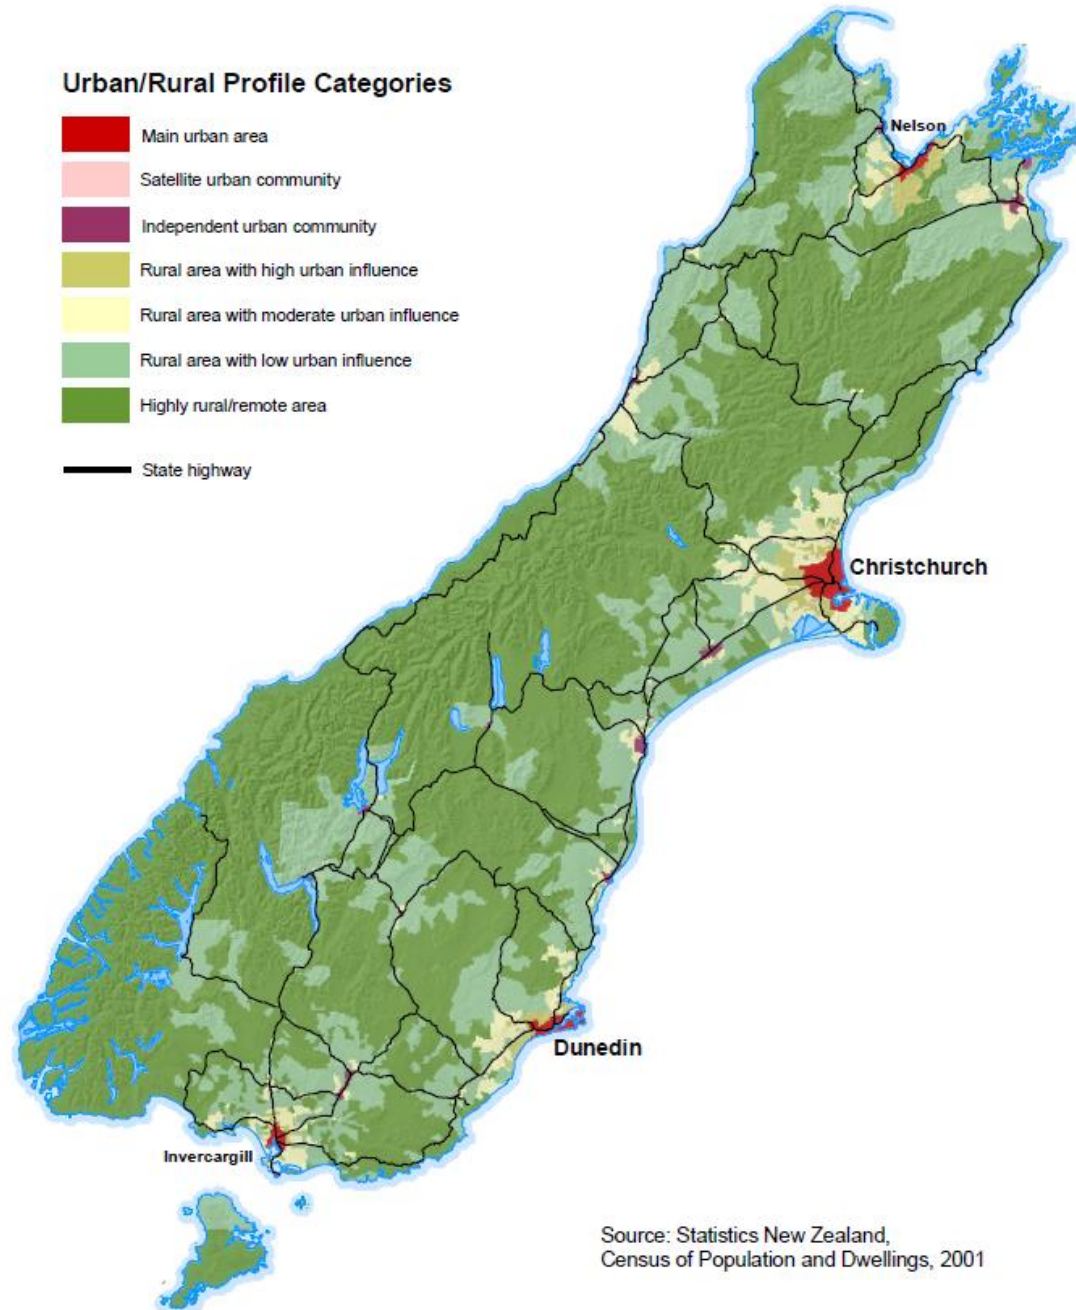 Urban/Rural Profile Categories
Main urban area
Satellite urban community
Independent urban community
Rural area with high urban influence
Rural area with moderate urban influence
Rural area with low urban influence
Highly rural/remote area
State highway
Nelson
Christchurch
Dunedin
Invercargill
Source: Statistics New Zealand,
Census of Population and Dwellings, 2001